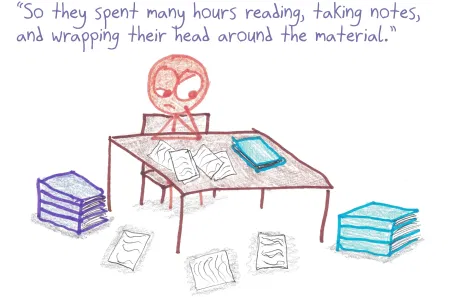 “So they spent many hours reading, taking notes,
and wrapping their head around the material.”